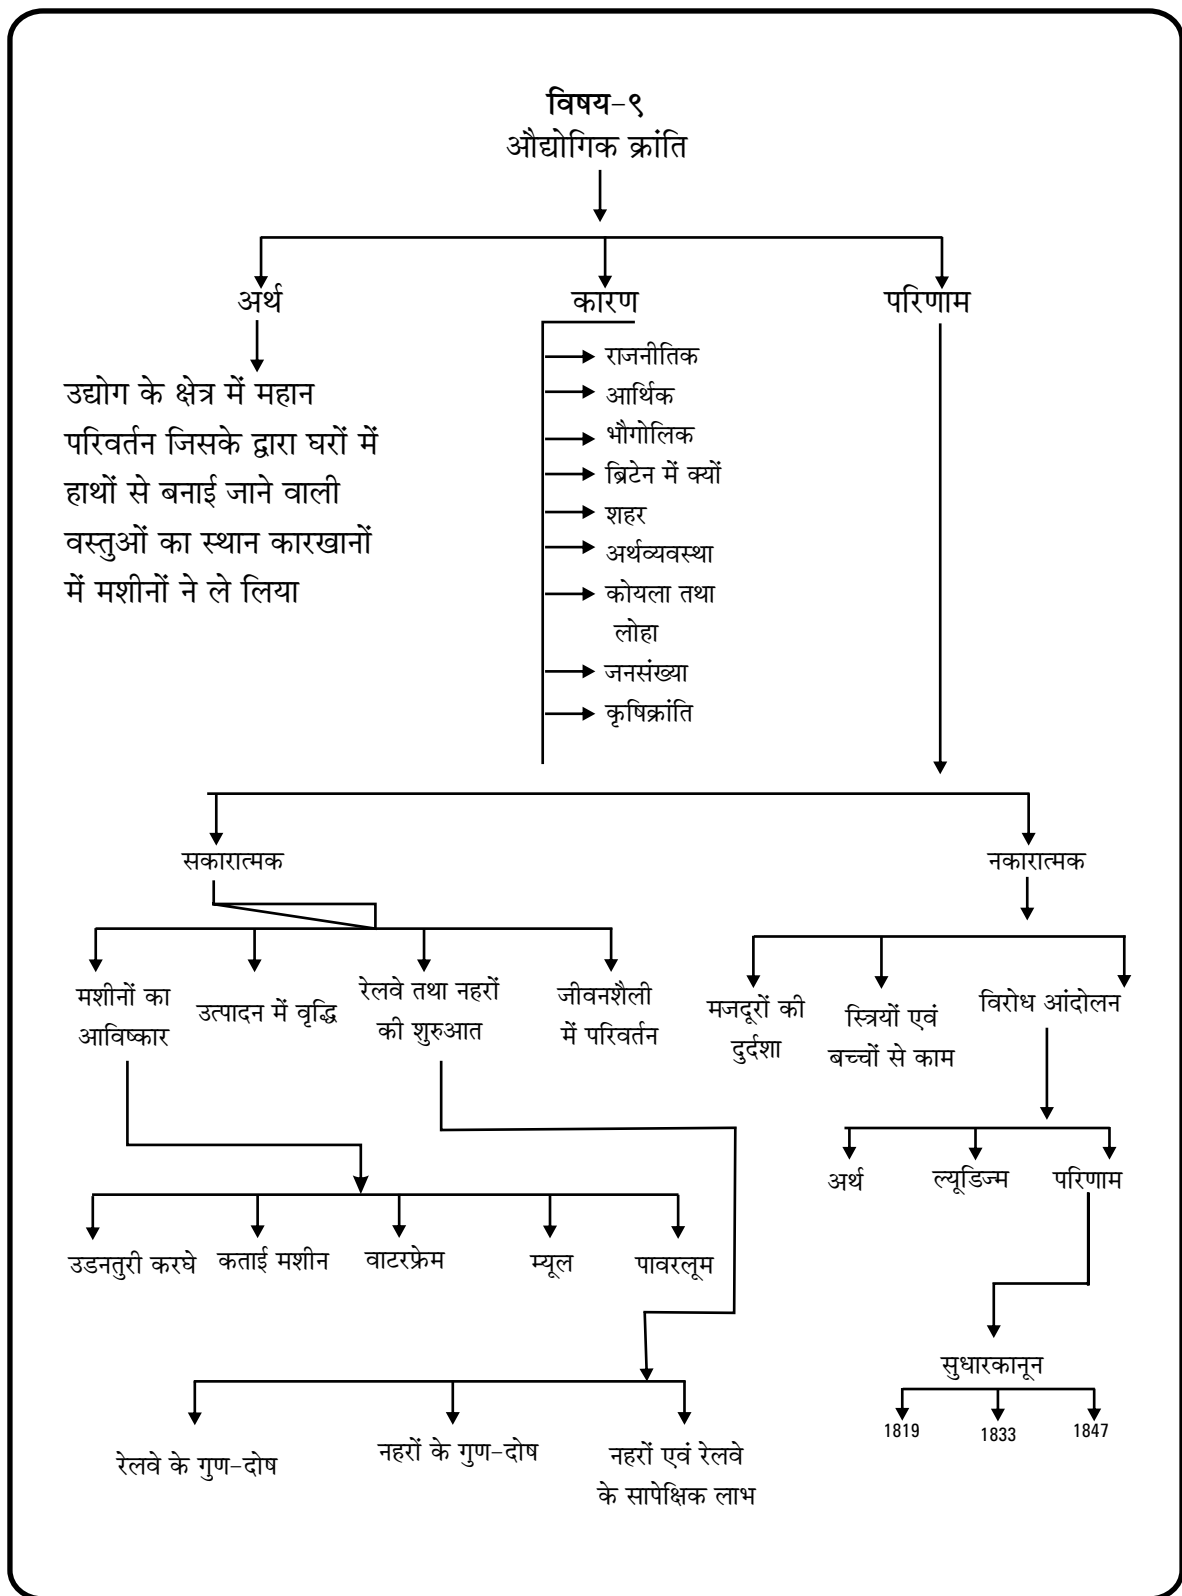 विषय–९
औद्योगिक क्रांति
अर्थ
कारण
परिणाम
उद्योग के क्षेत्र में महान
परिवर्तन जिसके द्वारा घरों में
हाथों से बनाई जाने वाली
वस्तुओं का स्थान कारखानों
में मशीनों ने ले लिया
राजनीतिक
आर्थिक
भौगोलिक
ब्रिटेन में क्यों
शहर
अर्थव्यवस्था
कोयला तथा
लोहा
जनसंख्या
कृषिक्रांति
सकारात्मक
नकारात्मक
मशीनों का
आविष्कार
उत्पादन में वृद्धि
रेलवे तथा नहरों
की शुरुआत
जीवनशैली
में परिवर्तन
मजदूरों की
दुर्दशा
स्त्रियों एवं
बच्चों से काम
विरोध आंदोलन
अर्थ
ल्यूडिज्म
परिणाम
उडनतुरी करघे
कताई मशीन
वाटरफ्रेम
म्यूल
पावरलूम
सुधारकानून
1819
1833
1847
रेलवे के गुण–दोष
नहरों के गुण–दोष
नहरों एवं रेलवे
के सापेक्षिक लाभ